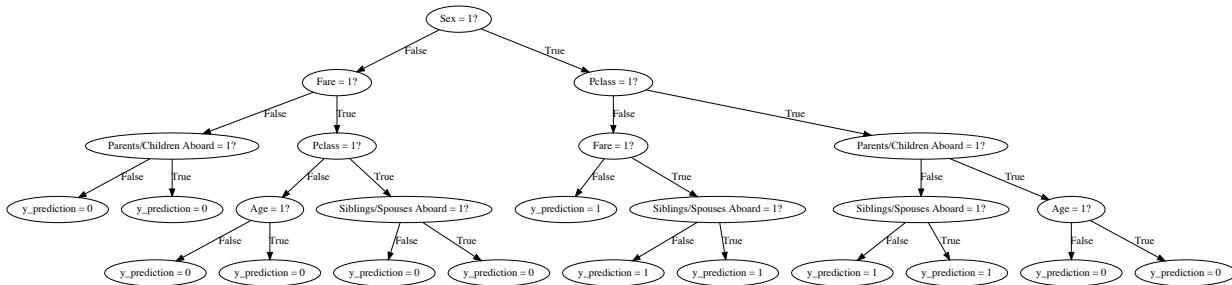 Sex = 1?
False
True
Fare = 1?
Pclass = 1?
False
True
False
True
Parents/Children Aboard = 1?
Pclass = 1?
Fare = 1?
Parents/Children Aboard = 1?
False
True
False
True
False
True
False
True
y_prediction = 0
y_prediction = 0
Age = 1?
Siblings/Spouses Aboard = 1?
y_prediction = 1
Siblings/Spouses Aboard = 1?
Siblings/Spouses Aboard = 1?
Age = 1?
False
True
False
True
False
True
False
True
False
True
y_prediction = 0
y_prediction = 0
y_prediction = 0
y_prediction = 0
y_prediction = 1
y_prediction = 1
y_prediction = 1
y_prediction = 1
y_prediction = 0
y_prediction = 0